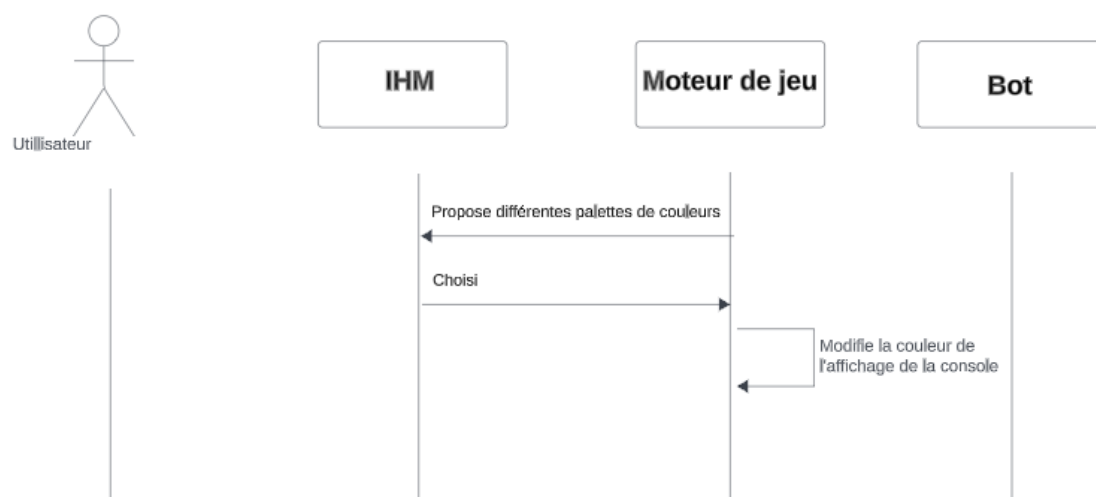 IHM
Moteur de jeu
Bot
Utilisateur
Propose différentes palettes de couleurs
Choisi
Modifie la couleur de
l'affichage de la console